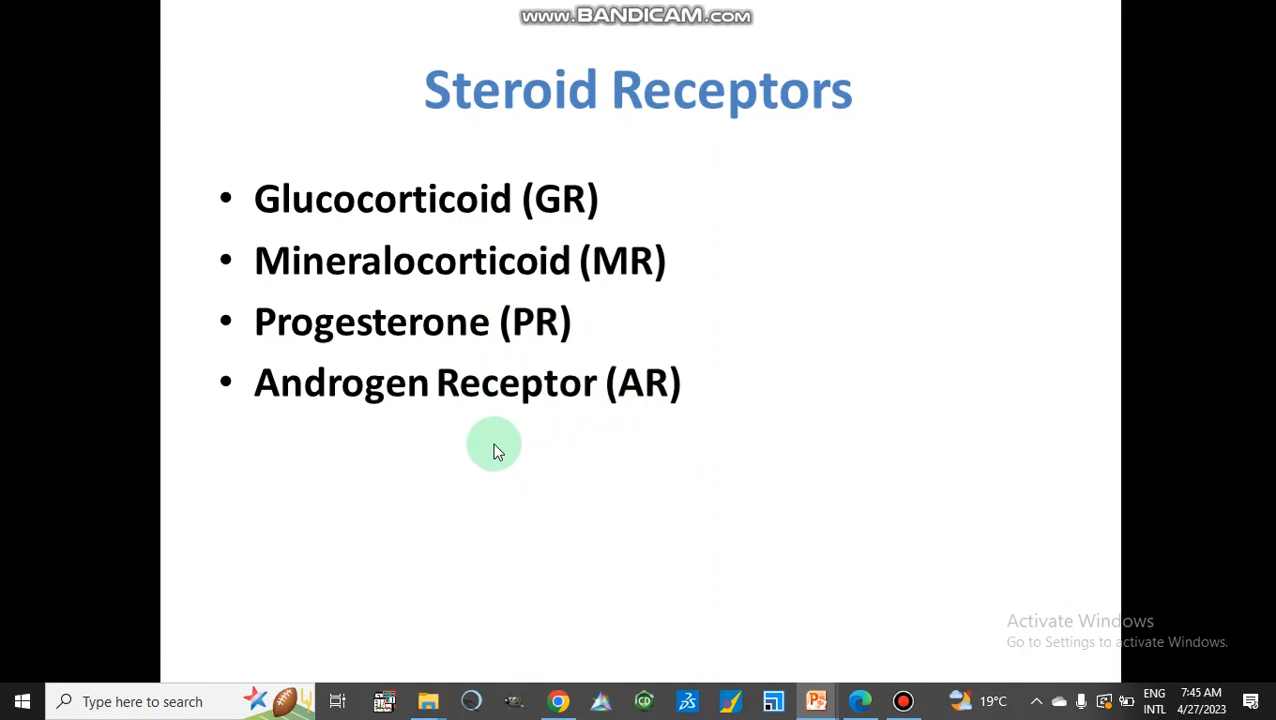 www.BANDICAM.com
Steroid Receptors
• Glucocorticoid (GR)
• Mineralocorticoid (MR)
• Progesterone (PR)
• Androgen Receptor (AR)
Activate Windows
Go to Settings to activate Windows.
Type here to search
19°C
ENG
INTL
7:45 AM
4/27/2023